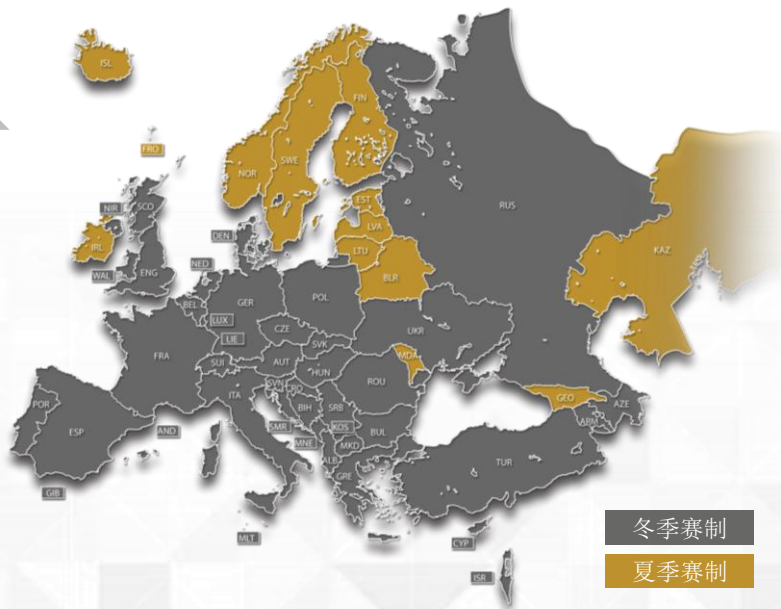 ISL
FIN
FRO
SWE
NOR
RUS
EST
NIR
SCO
LVA
DEN
IRL
LTU
KAZ
NED
WAL
ENG
BLR
BEL
GER
POL
LUX
CZE
UKR
LIE
SVK
FRA
MDA
SUI
AUT
HUN
ROU
SVN
CRO
ITA
GEO
POR
BIH
SRB
AZE
ESP
AND
SMR
KOS
BUL
ARM
MNE
MKD
ALB
TUR
GRE
GIB
MLT
CYP
ISR
冬季赛制
夏季赛制